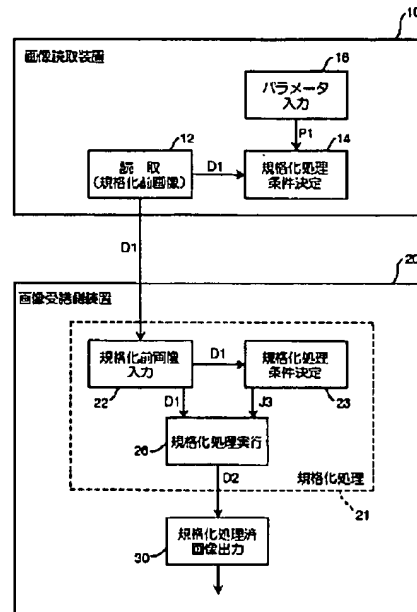 10
画像読取装置
16
パラメータ
入力
P1
12
14
読 取
(規格化前画像)
D1
規格化処理
条件決定
D1
20
画像受諾側装置
規格化前画像
入力
D1
規格化処理
条件決定
22
D1
J3
23
26
規格化処理実行
規格化処理
D2
21
規格化処理済
画像出力
30